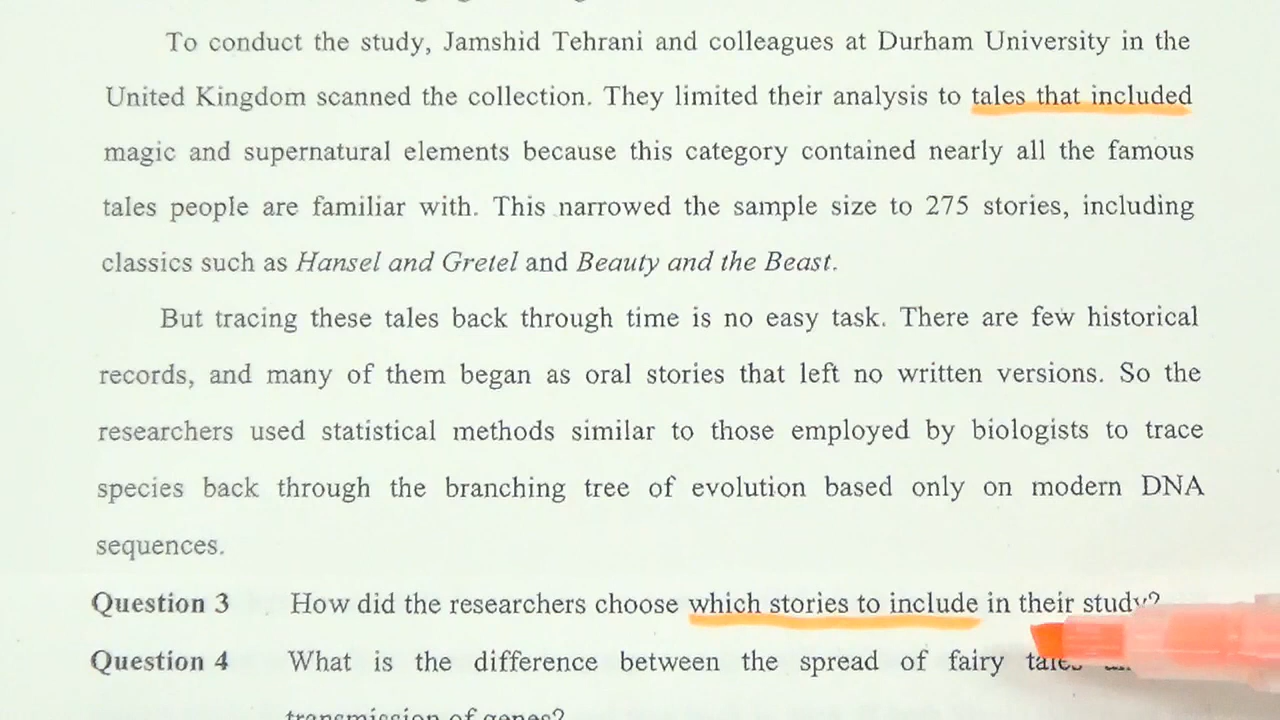 To conduct the study, Jamshid Tehrani and colleagues at Durham University in the
United Kingdom scanned the collection. They limited their analysis to tales that included
magic and supernatural elements because this category contained nearly all the famous
tales people are familiar with. This narrowed the sample size to 275 stories, including
classics such as Hansel and Gretel and Beauty and the Beast.
But tracing these tales back through time is no easy task. There are few historical
records, and many of them began as oral stories that left no written versions. So the
researchers used statistical methods similar to those employed by biologists to trace
species back through the branching tree of evolution based only on modern DNA
sequences.
Question 3 How did the researchers choose which stories to include in their study?
Question 4 What is the difference between the spread of fairy tales
transmission of genes?